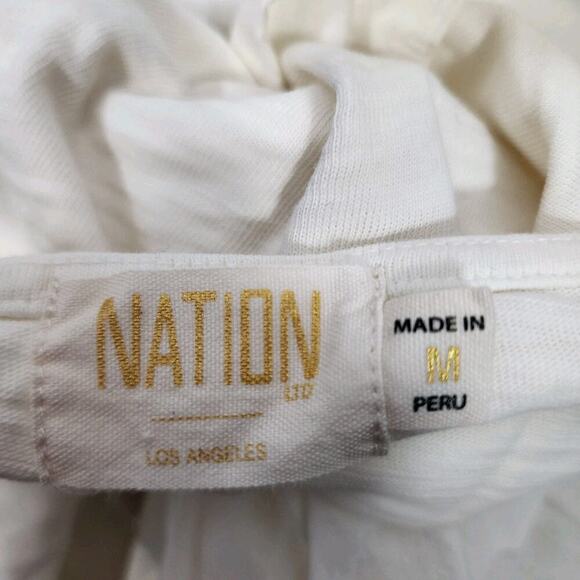 NATION
LTD
LOS ANGELES
MADE IN
M
PERU